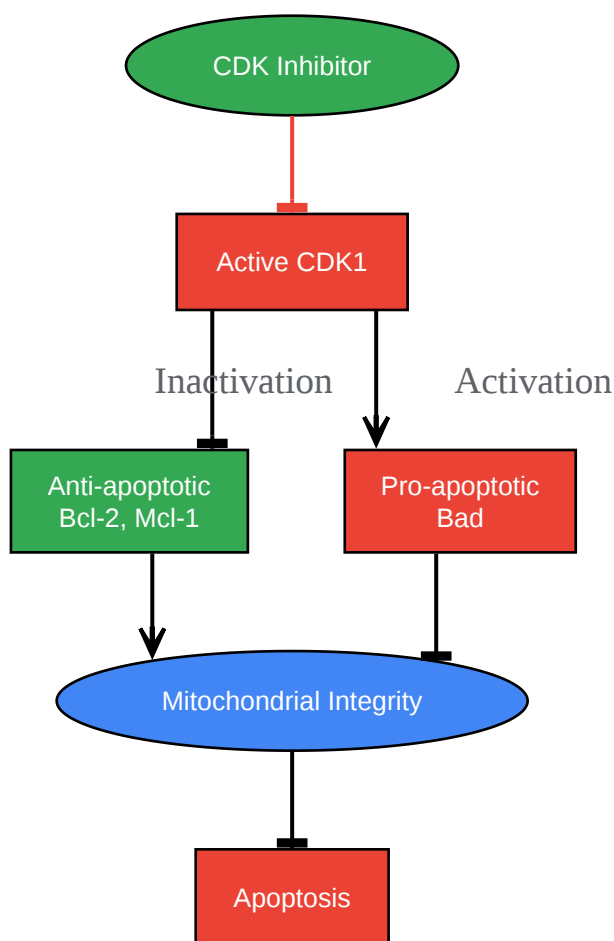 CDK Inhibitor
Active CDK1
Inactivation
Activation
Anti-apoptotic
Bcl-2, Mcl-1
Pro-apoptotic
Bad
Mitochondrial Integrity
Apoptosis